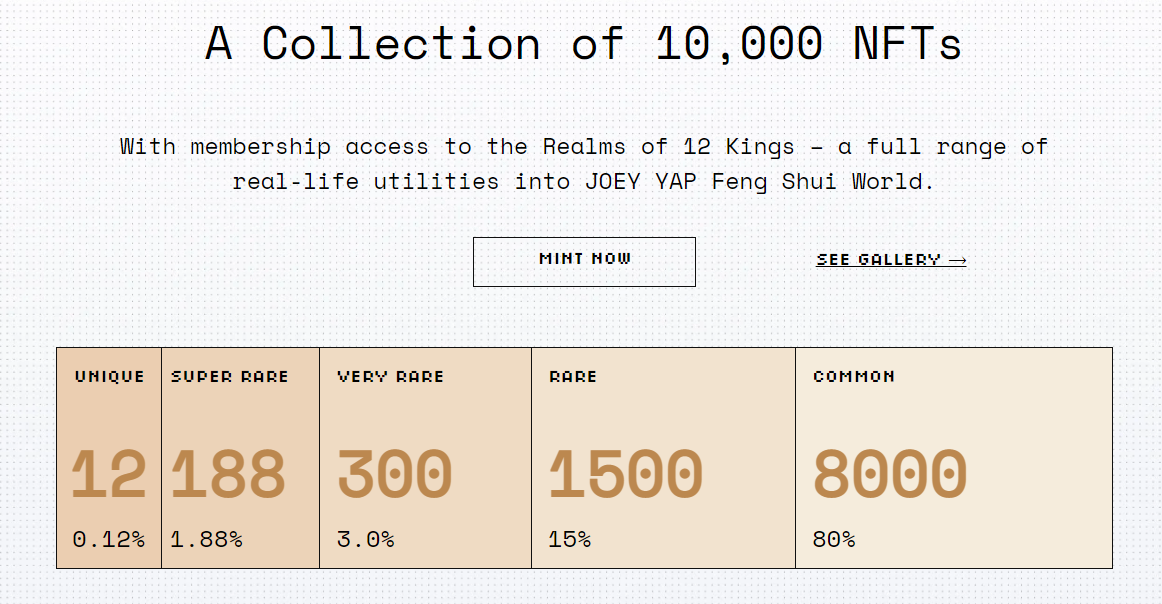 A Collection of 10,000 NFTs
With membership access to the Realms of 12 Kings – a full range of
real-life utilities into JOEY YAP Feng Shui World.
MINT NOW
SEE GALLERY →
UNIQUE
12
0.12%
SUPER RARE
188
1.88%
VERY RARE
300
3.0%
RARE
1500
15%
COMMON
8000
80%